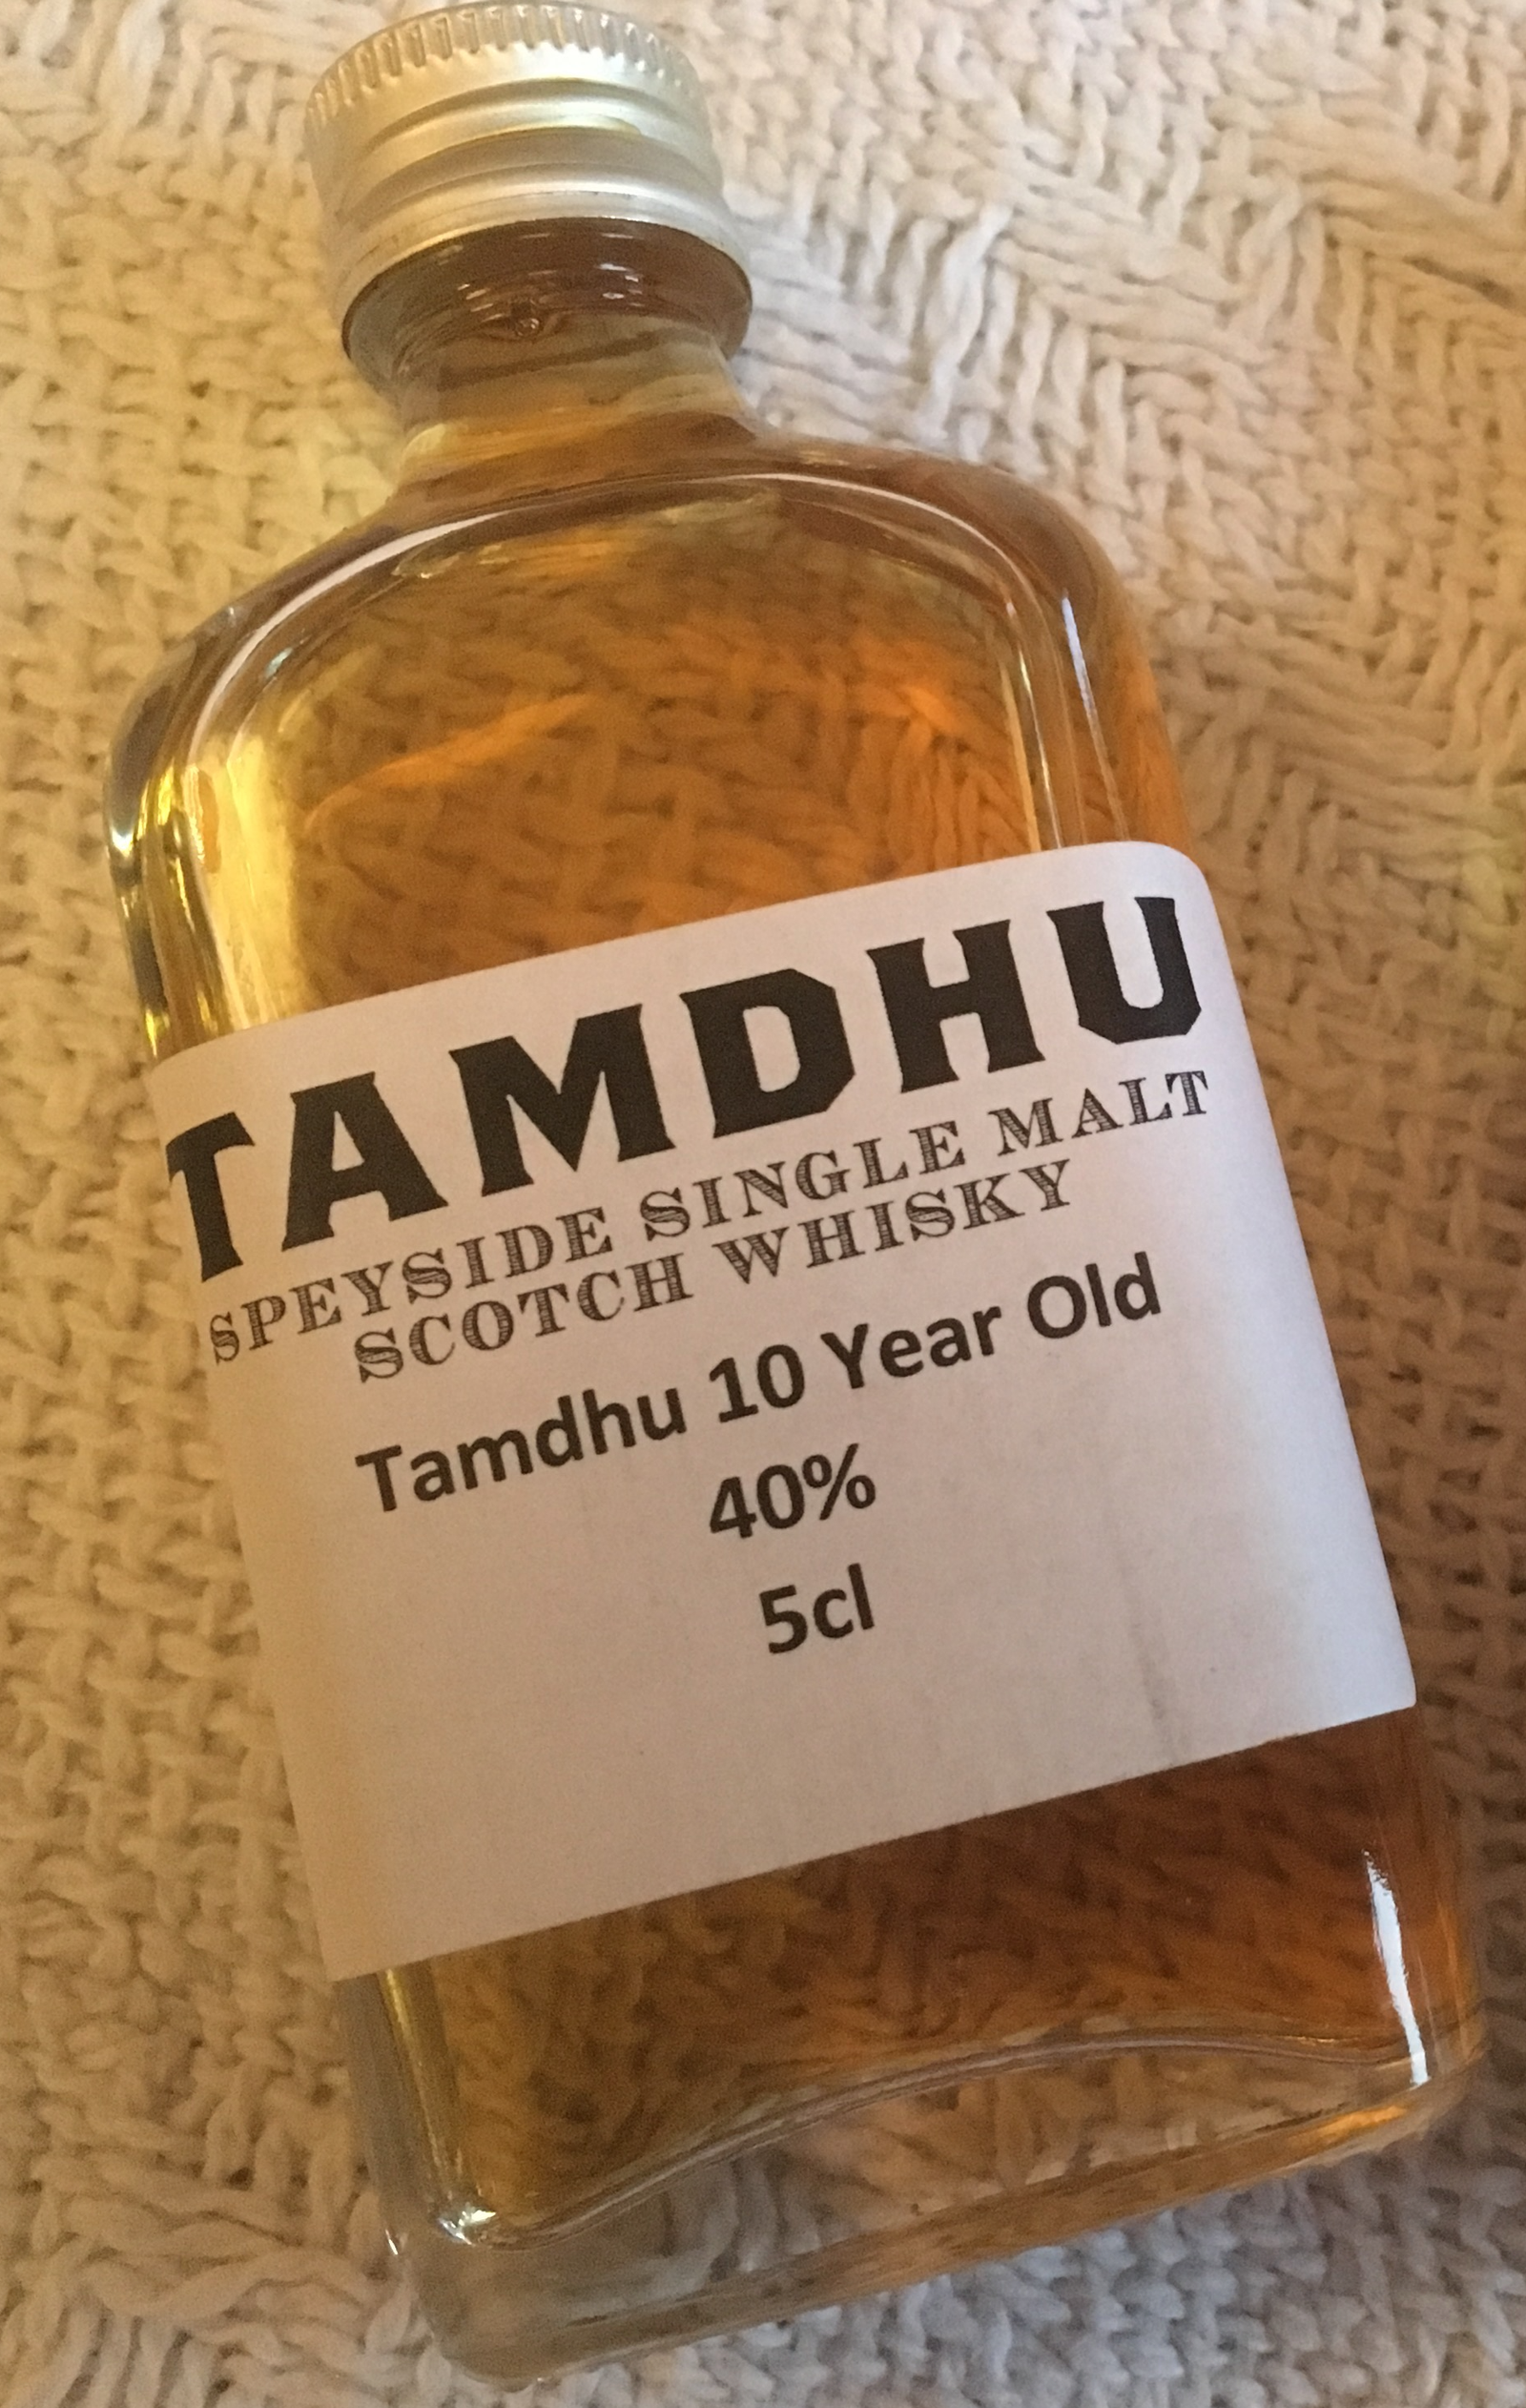 TAMDHU
SPEYSIDE SINGLE MALT
SCOTCH WHISKY
Tamdhu 10 Year Old
40%
5cl